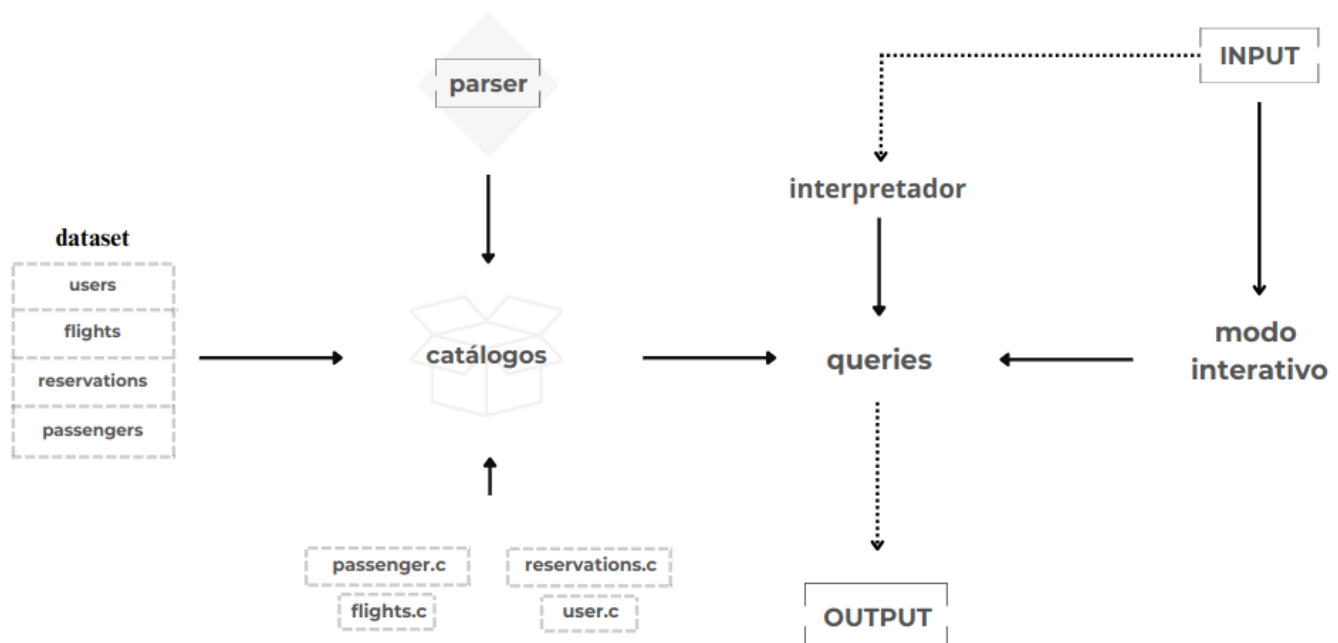 INPUT
parser
interpretador
dataset
users
flights
reservations
passengers
catálogos
queries
modo
interativo
passenger.c
reservations.c
flights.c
user.c
OUTPUT